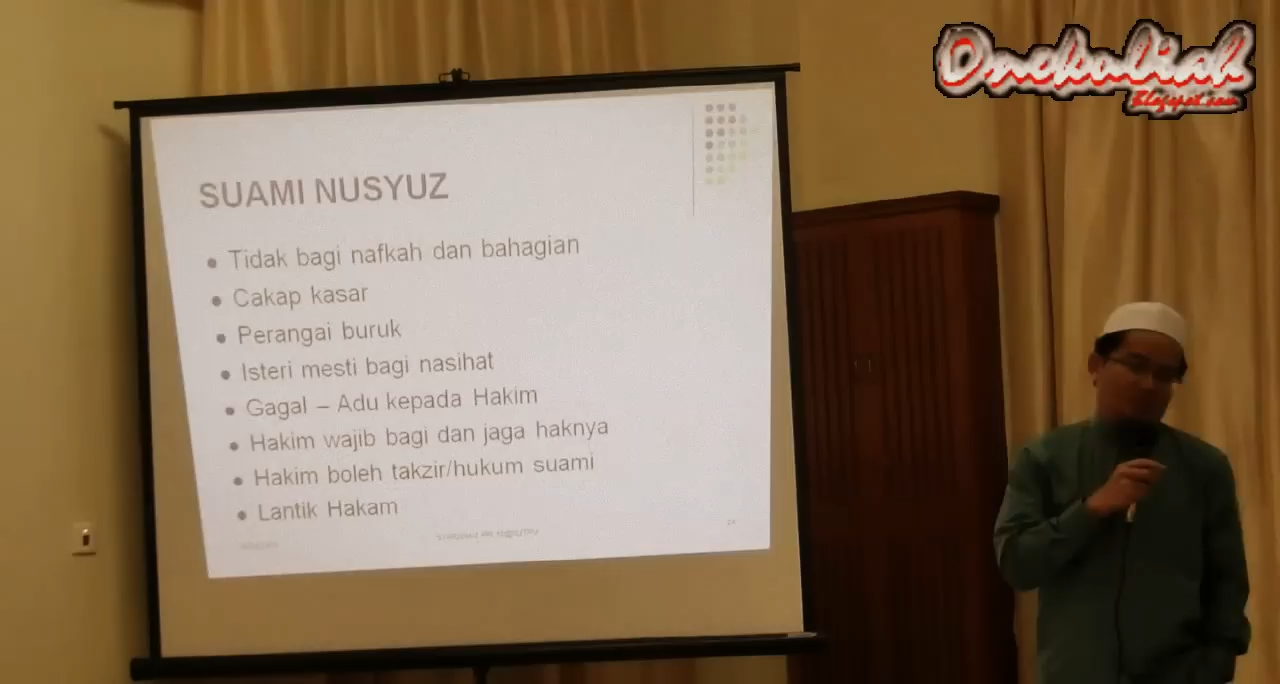 Onekuliah
Blogspot.com
SUAMI NUSYUZ
Tidak bagi nafkah dan bahagian
Cakap kasar
Perangai buruk
Isteri mesti bagi nasihat
Gagal – Adu kepada Hakim
Hakim wajib bagi dan jaga haknya
Hakim boleh takzir/hukum suami
Lantik Hakam